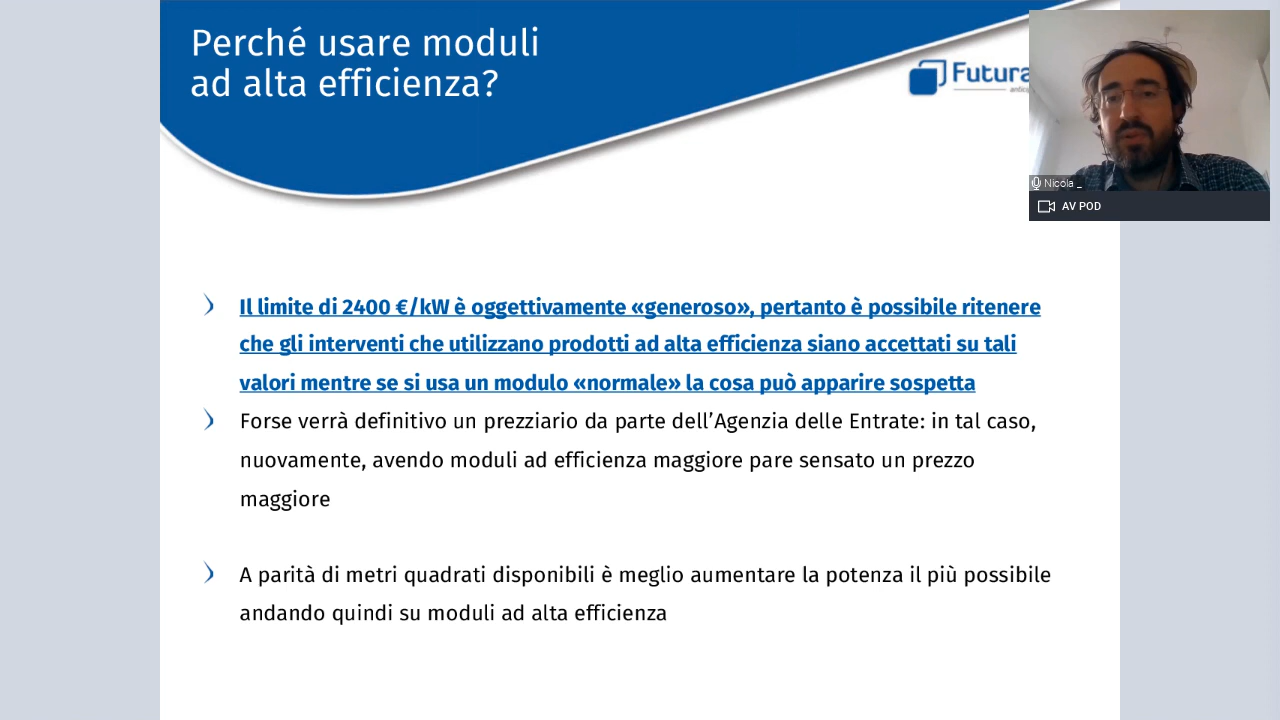 Perché usare moduli
ad alta efficienza?
Futura
Nicola _
AV POD
Il limite di 2400 €/kW è oggettivamente «generoso», pertanto è possibile ritenere
che gli interventi che utilizzano prodotti ad alta efficienza siano accettati su tali
valori mentre se si usa un modulo «normale» la cosa può apparire sospetta
Forse verrà definitivo un prezziario da parte dell’Agenzia delle Entrate: in tal caso,
nuovamente, avendo moduli ad efficienza maggiore pare sensato un prezzo
maggiore
A parità di metri quadrati disponibili è meglio aumentare la potenza il più possibile
andando quindi su moduli ad alta efficienza